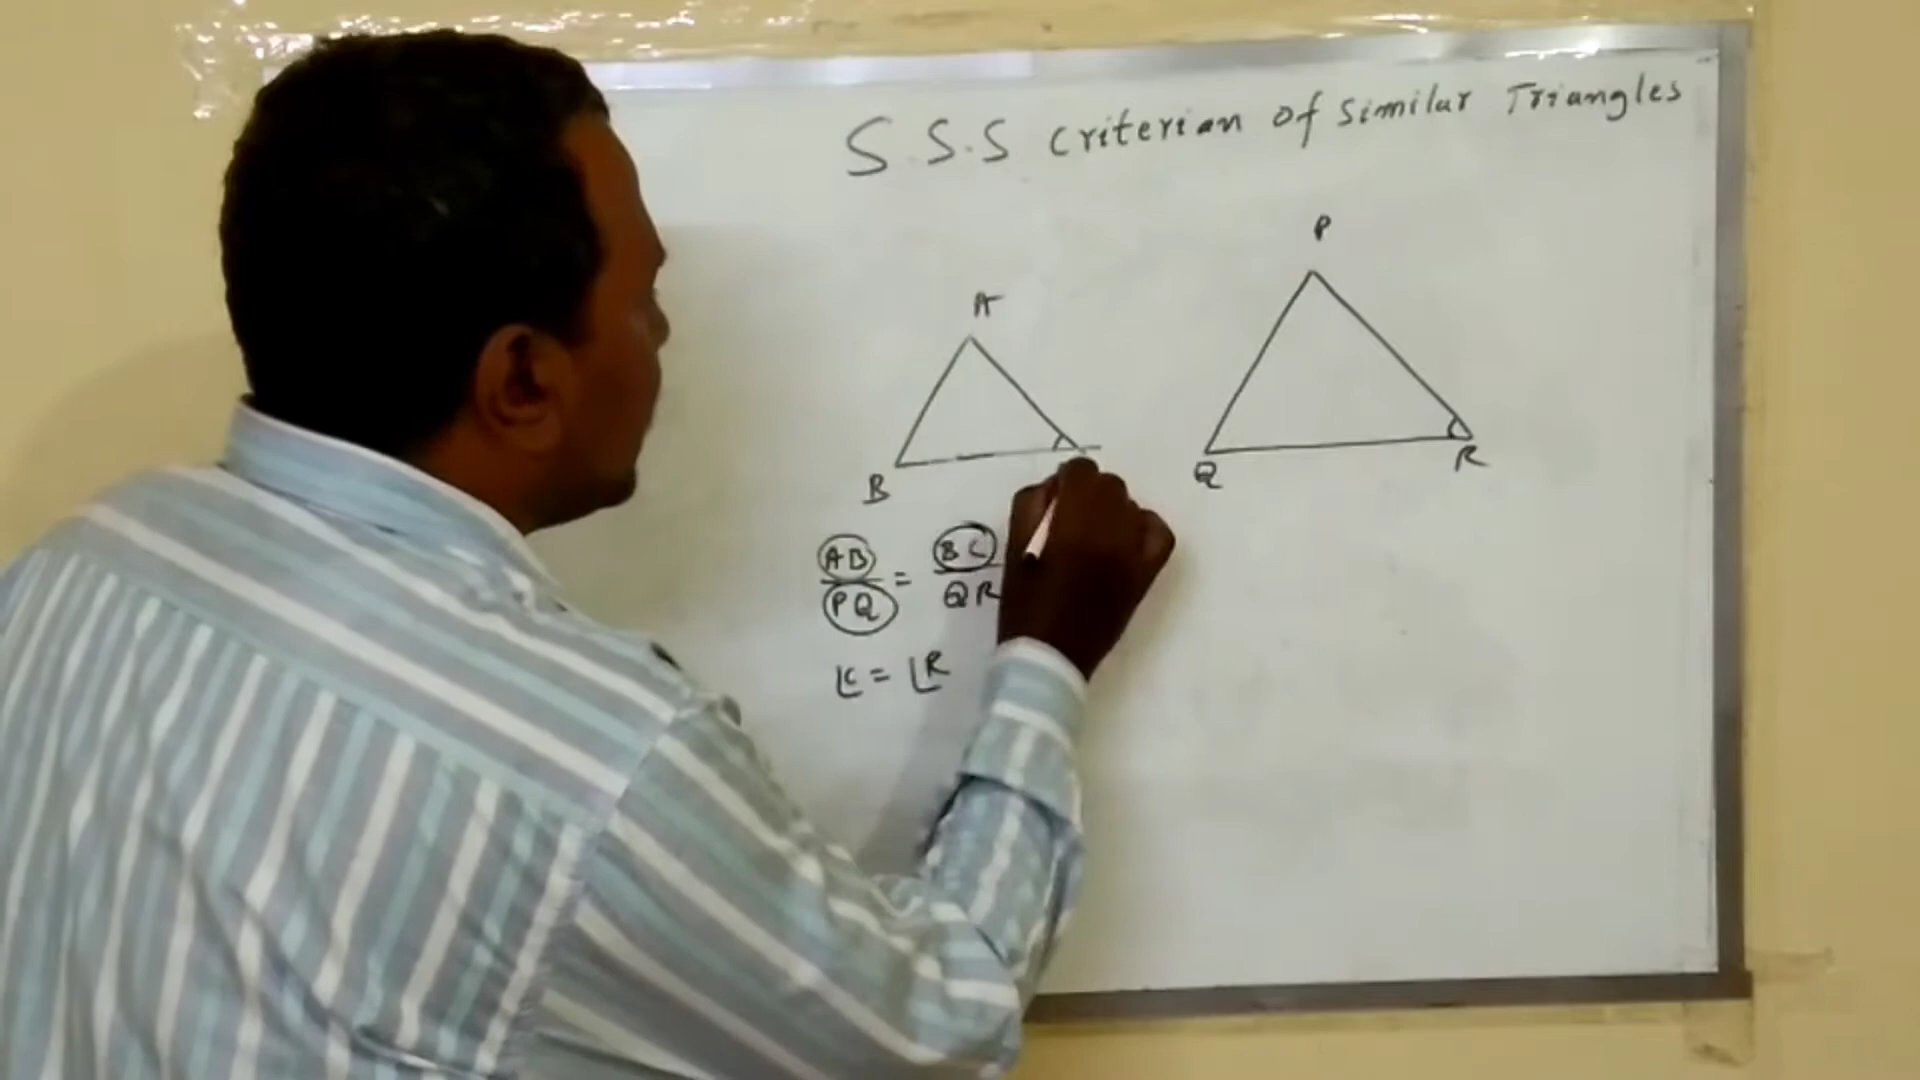 S.S.S Criterian of Similar Triangles
P
A
B
Q
R
AB = BC
PQ QR
∠C = ∠R